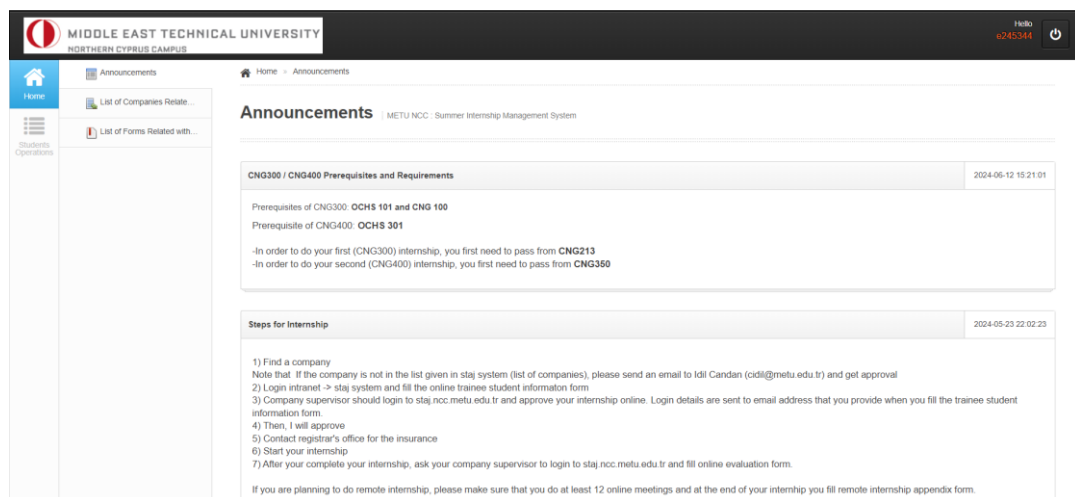 MIDDLE EAST TECHNICAL UNIVERSITY
NORTHERN CYPRUS CAMPUS
Hello
e245344
Home
Students
Operations
Announcements
List of Companies Relate...
List of Forms Related with...
Home > Announcements
Announcements | METU NCC : Summer Internship Management System
CNG300 / CNG400 Prerequisites and Requirements 2024-06-12 15:21:01
Prerequisites of CNG300: OCHS 101 and CNG 100
Prerequisite of CNG400: OCHS 301
-In order to do your first (CNG300) internship, you first need to pass from CNG213
-In order to do your second (CNG400) internship, you first need to pass from CNG350
Steps for Internship 2024-05-23 22:02:23
1) Find a company
Note that If the company is not in the list given in staj system (list of companies), please send an email to Idil Candan (cidil@metu.edu.tr) and get approval
2) Login intranet -> staj system and fill the online trainee student informaton form
3) Company supervisor should login to staj.ncc.metu.edu.tr and approve your internship online. Login details are sent to email address that you provide when you fill the trainee student
information form.
4) Then, I will approve
5) Contact registrar's office for the insurance
6) Start your internship
7) After your complete your internship, ask your company supervisor to login to staj.ncc.metu.edu.tr and fill online evaluation form.
If you are planning to do remote internship, please make sure that you do at least 12 online meetings and at the end of your internhip you fill remote internship appendix form.